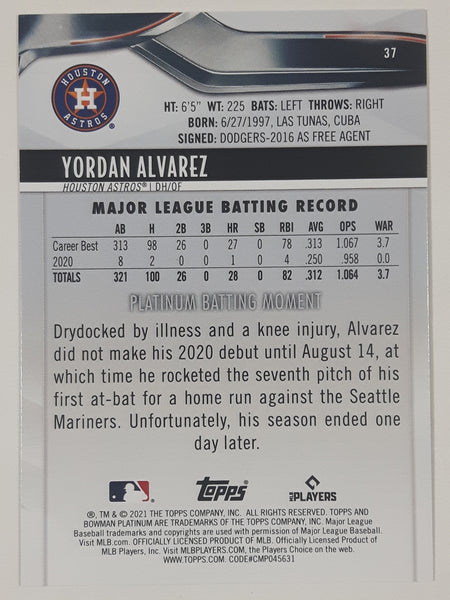 37
HOUSTON
H
ASTROS®
HT: 6'5" WT: 225 BATS: LEFT THROWS: RIGHT
BORN: 6/27/1997, LAS TUNAS, CUBA
SIGNED: DODGERS-2016 AS FREE AGENT
YORDAN ALVAREZ
HOUSTON ASTROS® | DH/OF
MAJOR LEAGUE BATTING RECORD
AB H 2B 3B HR SB RBI AVG OPS WAR
Career Best 313 98 26 0 27 0 78 .313 1.067 3.7
2020 8 2 0 0 1 0 4 .250 .958 0.0
TOTALS 321 100 26 0 28 0 82 .312 1.064 3.7
PLATINUM BATTING MOMENT
Drydocked by illness and a knee injury, Alvarez
did not make his 2020 debut until August 14, at
which time he rocketed the seventh pitch of his
first at-bat for a home run against the Seattle
Mariners. Unfortunately, his season ended one
day later.
topps
MLB PLAYERS
®, TM & © 2021 THE TOPPS COMPANY, INC. ALL RIGHTS RESERVED. TOPPS AND
BOWMAN PLATINUM ARE TRADEMARKS OF THE TOPPS COMPANY, INC. Major League
Baseball trademarks and copyrights are used with permission of Major League Baseball.
Visit MLB.com. OFFICIALLY LICENSED PRODUCT OF MLB. OFFICIALLY LICENSED PRODUCT OF
MLB Players, Inc. Visit MLBPLAYERS.COM, the Players Choice on the web.
WWW.TOPPS.COM. CODE#CMP045631